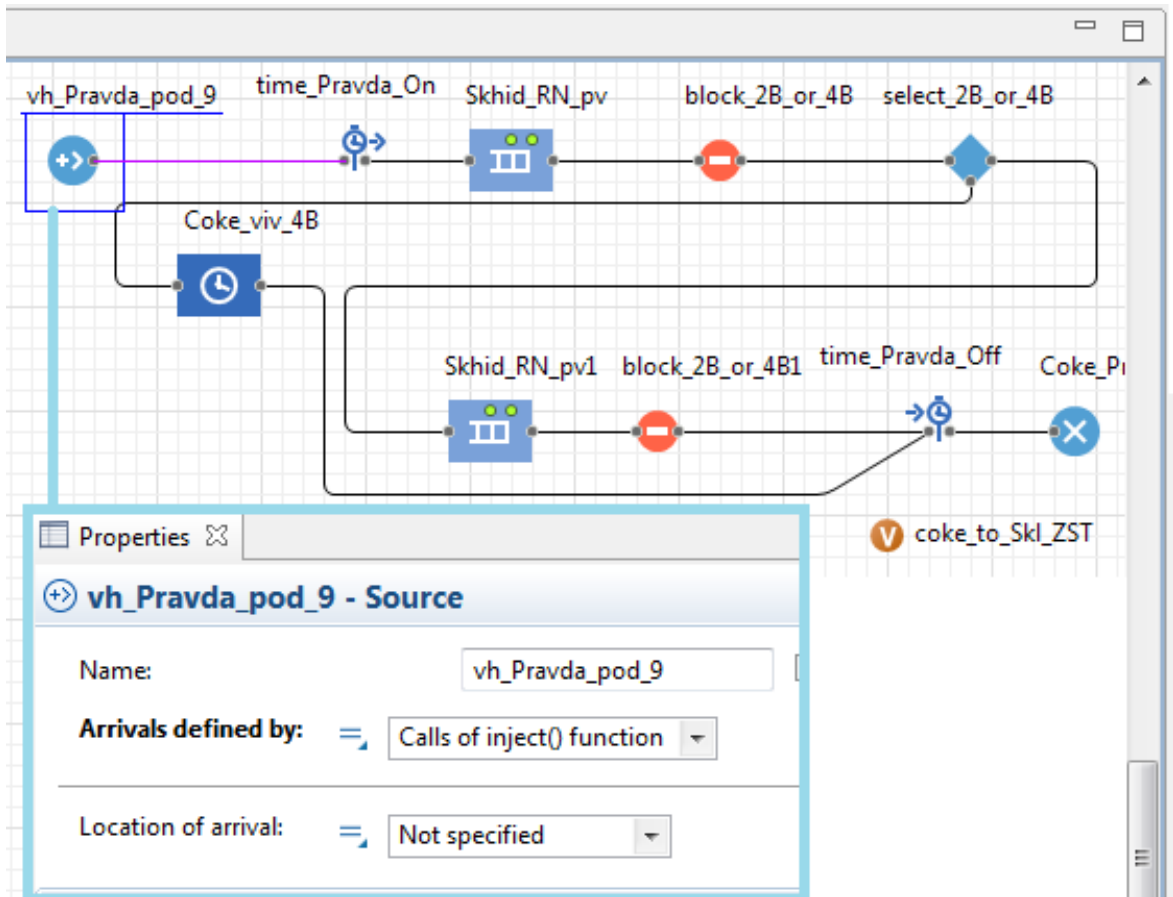 vh_Pravda_pod_9 time_Pravda_On Skhid_RN_pv block_2B_or_4B select_2B_or_4B
Coke_viv_4B
Skhid_RN_pv1 block_2B_or_4B1 time_Pravda_Off Coke_Pr
V coke_to_Skl_ZST
Properties
vh_Pravda_pod_9 - Source
Name: vh_Pravda_pod_9
Arrivals defined by: Calls of inject() function
Location of arrival: Not specified